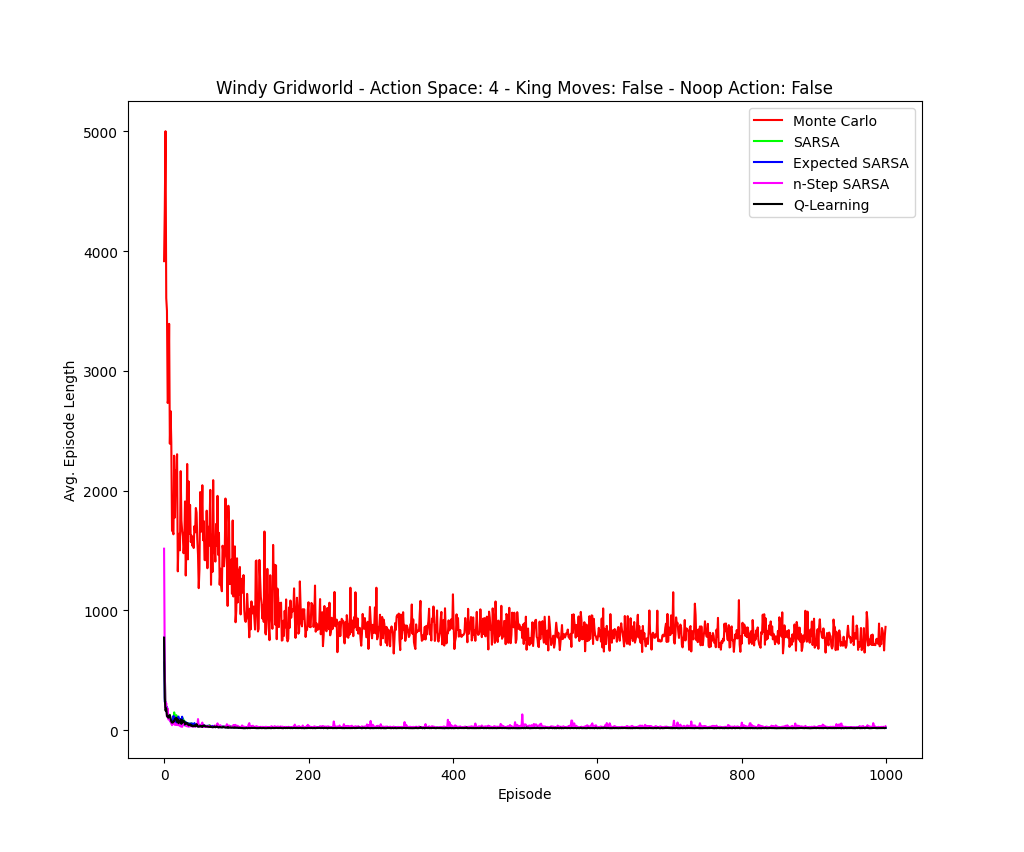 Windy Gridworld - Action Space: 4 - King Moves: False - Noop Action: False
Monte Carlo
SARSA
Expected SARSA
n-Step SARSA
Q-Learning
Avg. Episode Length
5000
4000
3000
2000
1000
0
0 200 400 600 800 1000
Episode